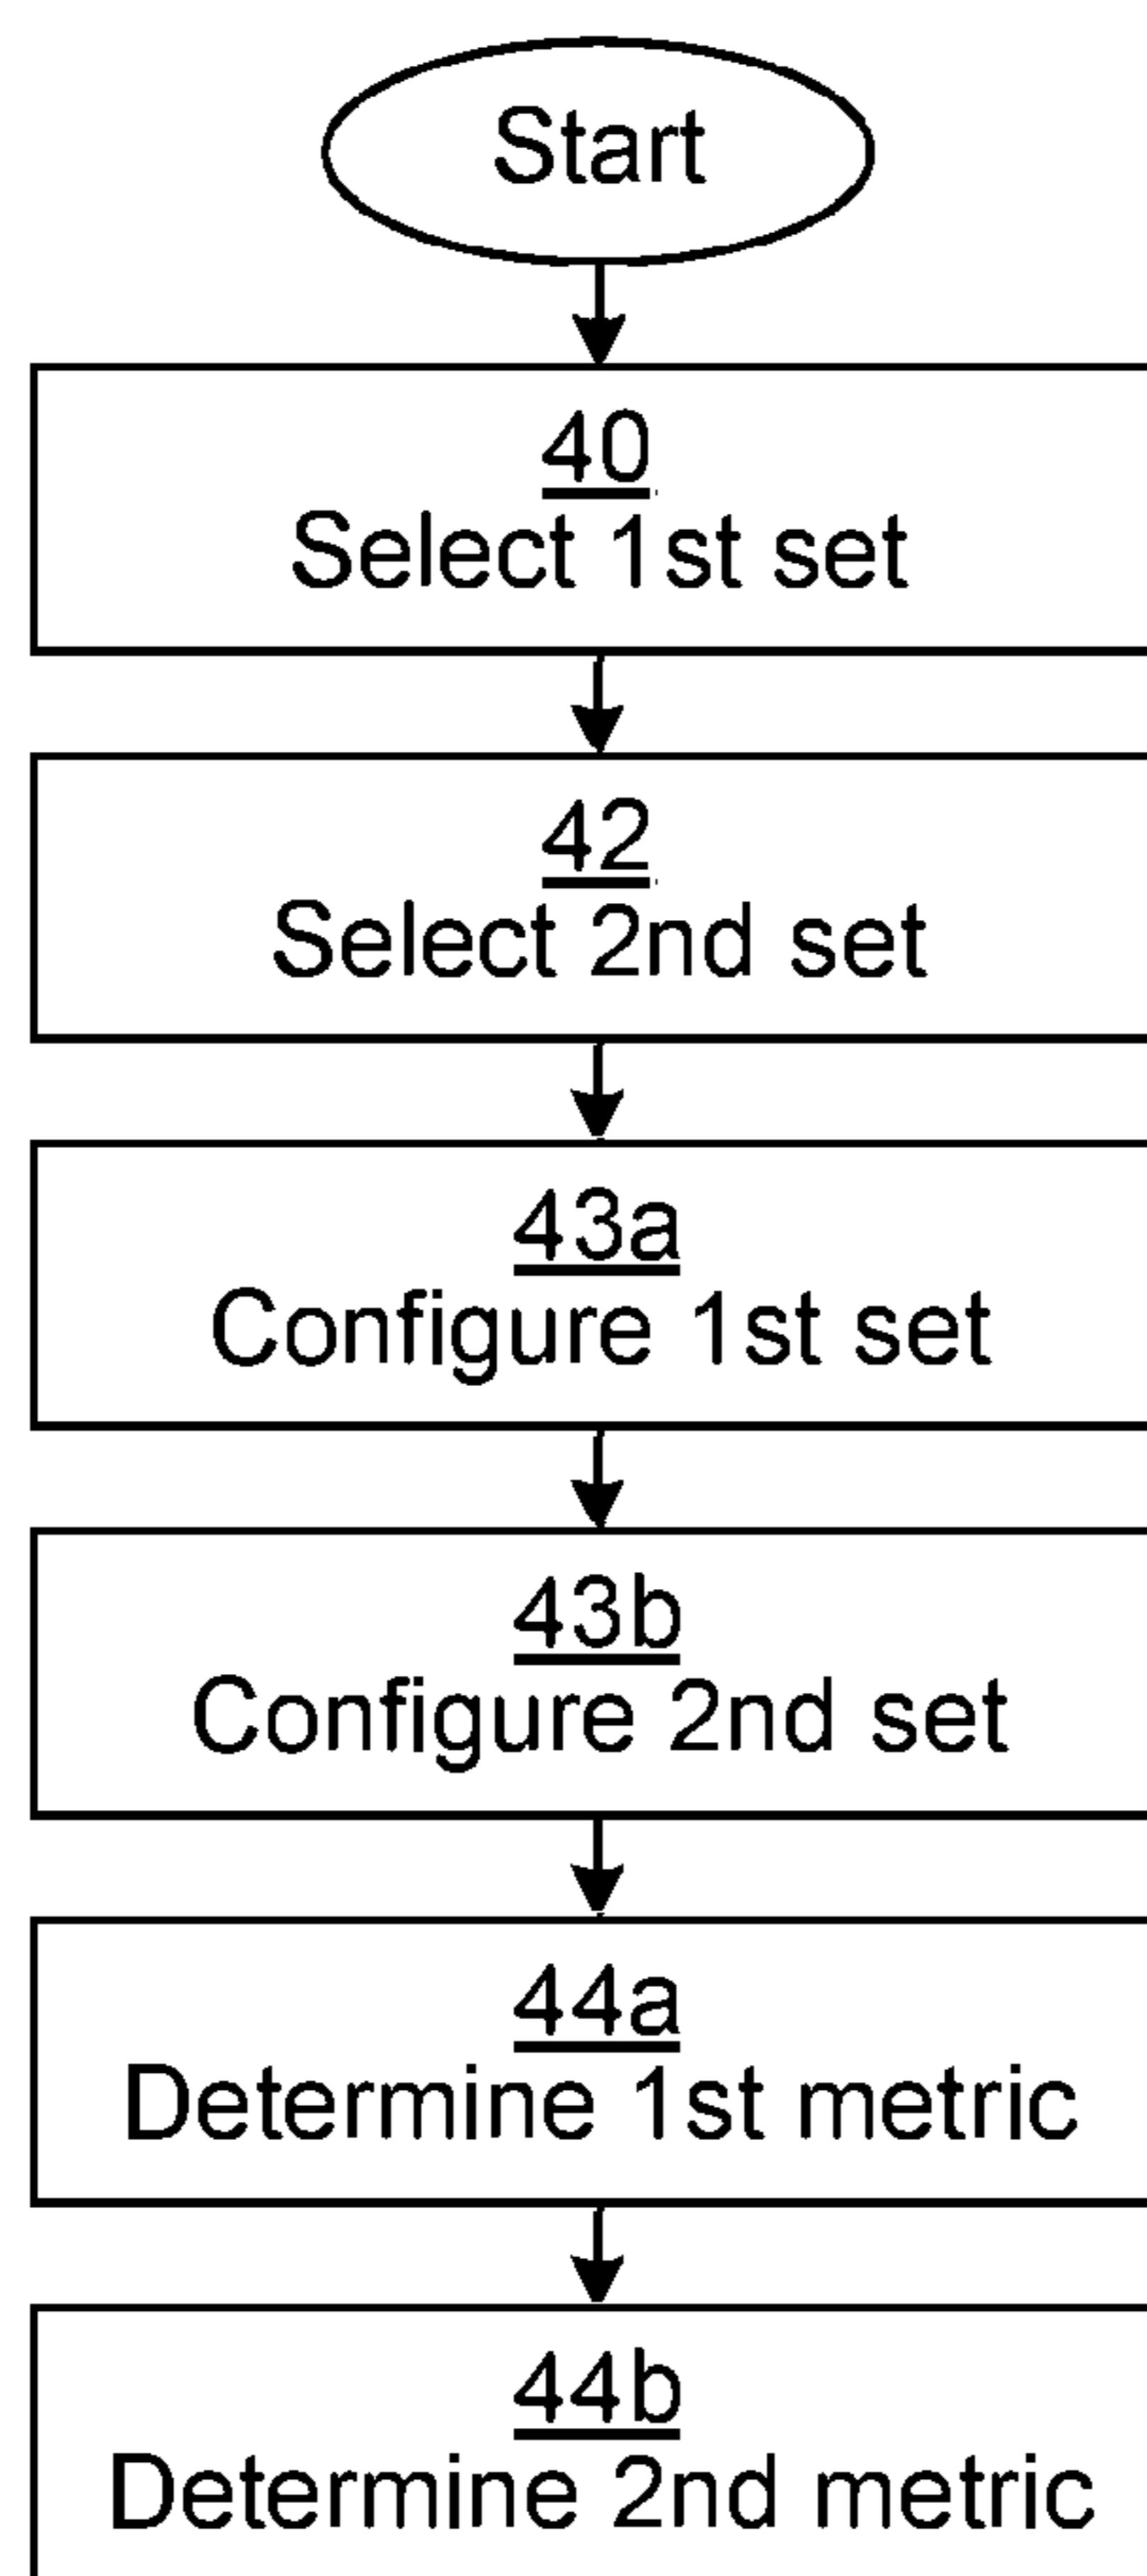 Start
40
Select 1st set
42
Select 2nd set
43a
Configure 1st set
43b
Configure 2nd set
44a
Determine 1st metric
44b
Determine 2nd metric